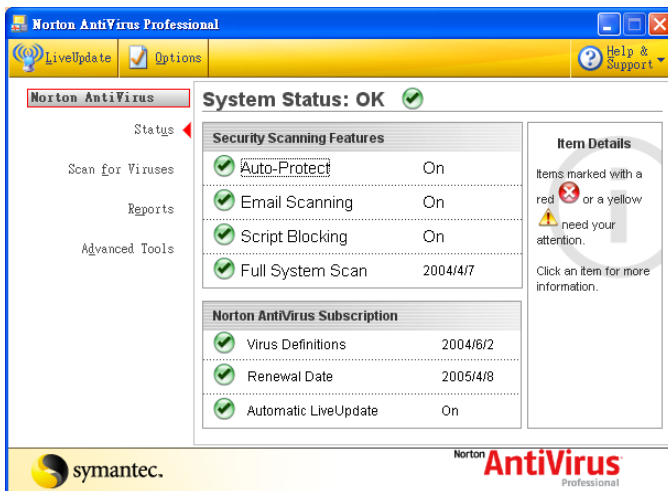 Norton AntiVirus Professional
LiveUpdate
Options
Help &
Support
Norton AntiVirus
Status
Scan for Viruses
Reports
Advanced Tools
System Status: OK
Security Scanning Features
Auto-Protect On
Email Scanning On
Script Blocking On
Full System Scan 2004/4/7
Norton AntiVirus Subscription
Virus Definitions 2004/6/2
Renewal Date 2005/4/8
Automatic LiveUpdate On
Item Details
Items marked with a
red or a yellow
need your
attention.
Click an item for more
information.
symantec.
Norton AntiVirus
Professional